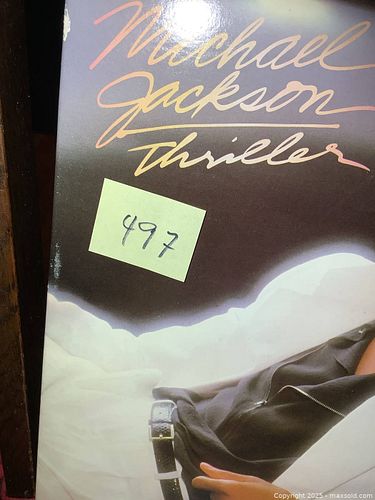 Michael
Jackson
Thriller
497
Copyright 2025 - maxsold.com